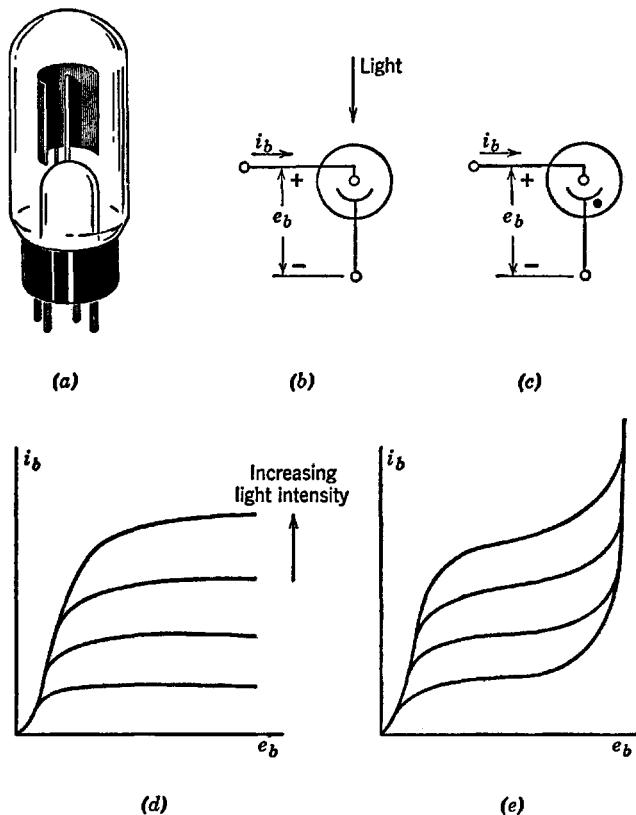 Light
i_b
+
e_b
−
i_b
+
e_b
−
(a)
(b)
(c)
i_b
Increasing
light intensity
e_b
(d)
i_b
e_b
(e)